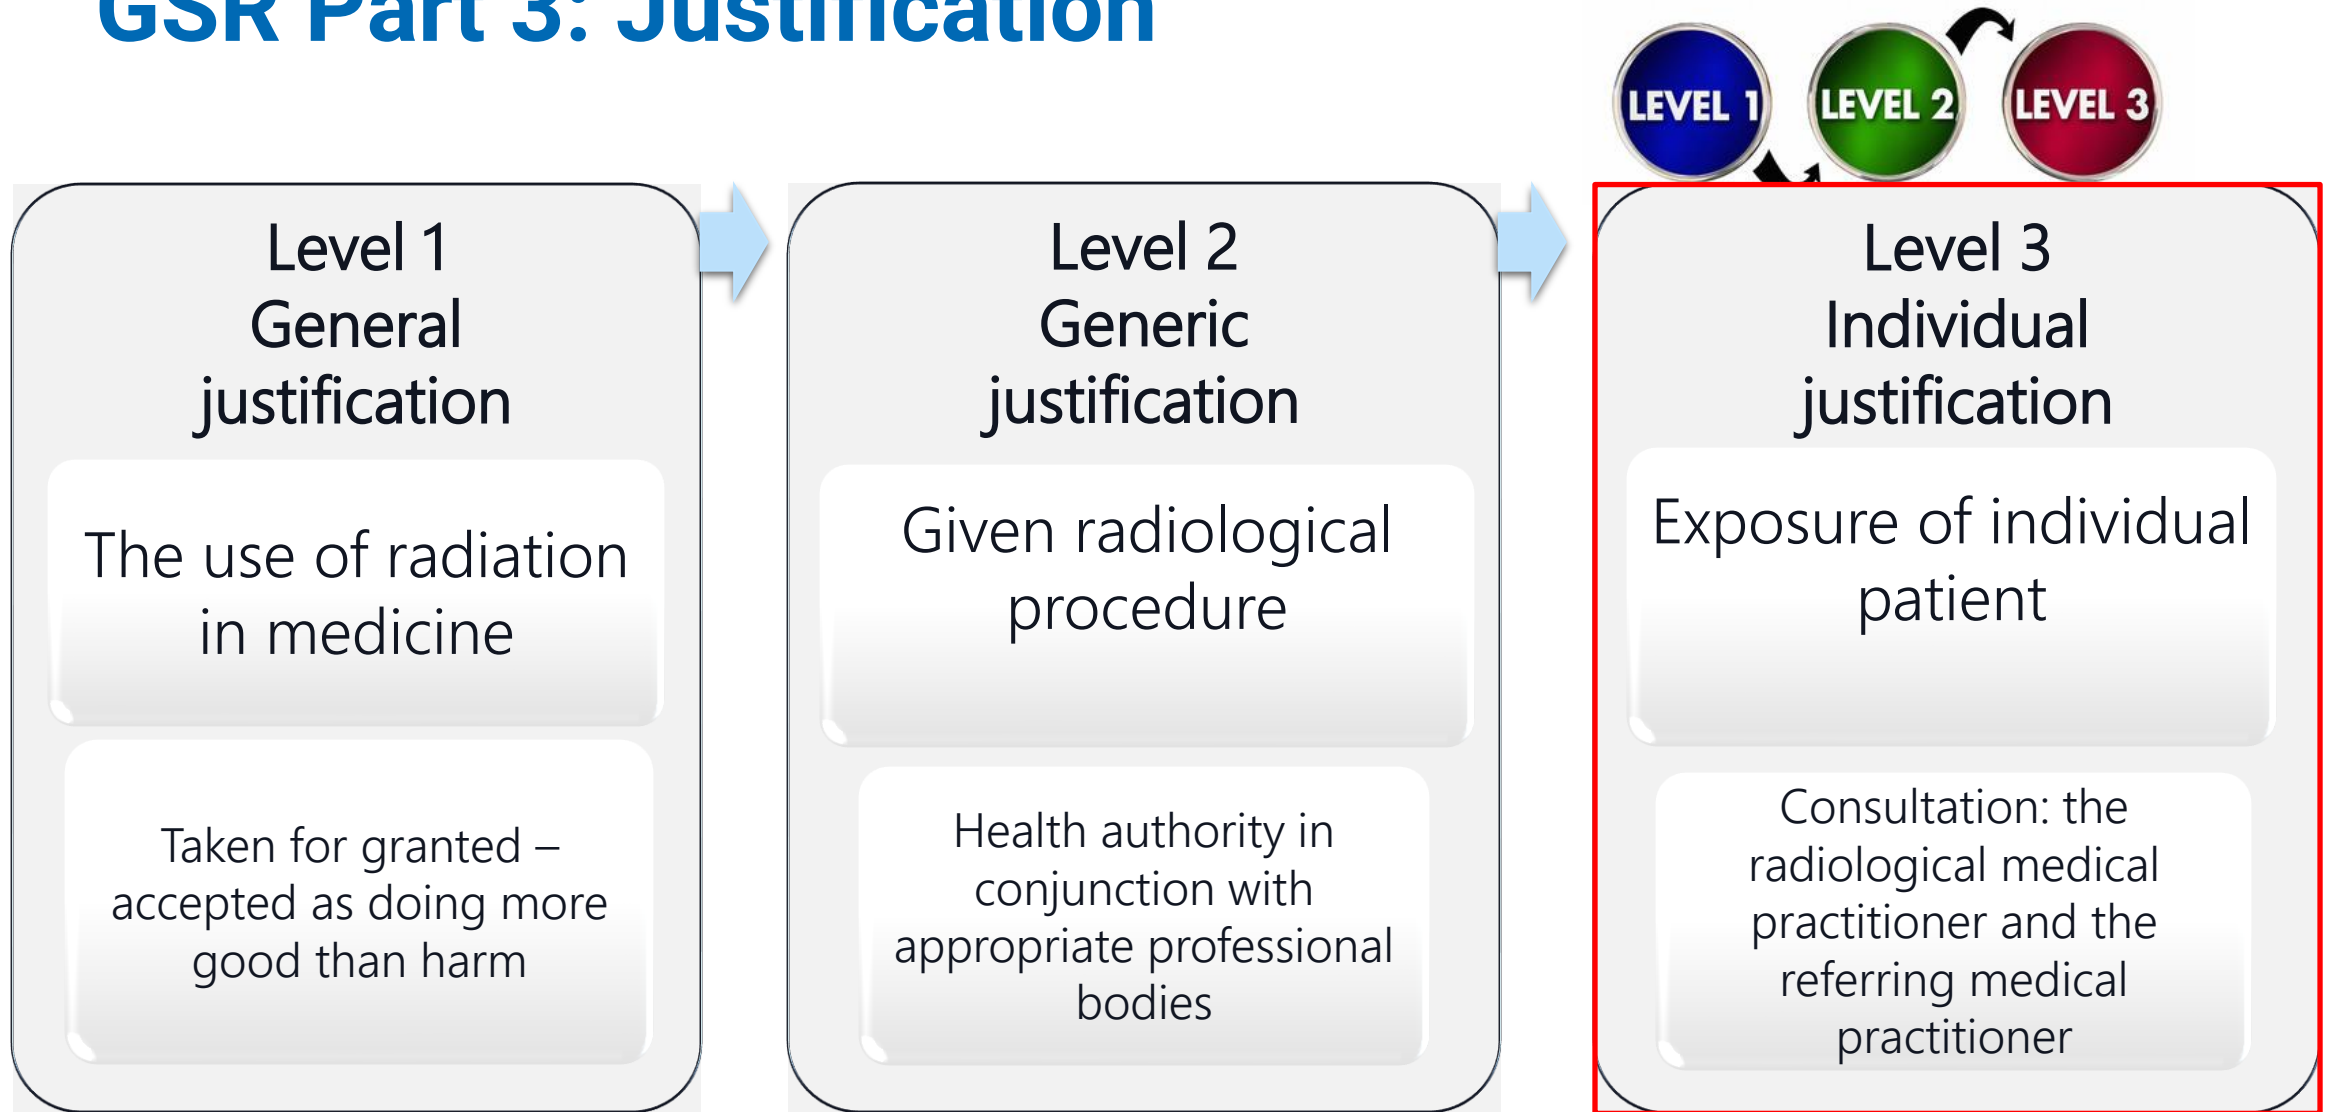 GSR Part 3: Justification
LEVEL 1
LEVEL 2
LEVEL 3
Level 1
General
justification
The use of radiation
in medicine
Taken for granted –
accepted as doing more
good than harm
Level 2
Generic
justification
Given radiological
procedure
Health authority in
conjunction with
appropriate professional
bodies
Level 3
Individual
justification
Exposure of individual
patient
Consultation: the
radiological medical
practitioner and the
referring medical
practitioner